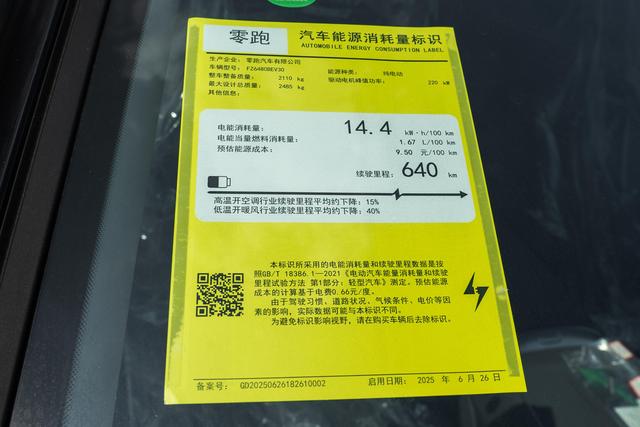 零跑
汽车能源消耗量标识
AUTOMOBILE ENERGY CONSUMPTION LABEL
生产企业: 零跑汽车有限公司
车辆型号: FZ6480BEV30
能源种类: 纯电动
整车整备质量: 2110 kg
驱动电机峰值功率: 220 kW
最大设计总质量: 2485 kg
其他信息:
电能消耗量: 14.4 kW·h/100 km
电能当量燃料消耗量: 1.67 L/100 km
预估能源成本: 9.50 元/100 km
续驶里程: 640 km
高温开空调行业续驶里程平均约下降: 15%
低温开暖风行业续驶里程平均约下降: 40%
本标识所采用的电能消耗量和续驶里程数据是按
照GB/T 18386.1—2021《电动汽车能量消耗量和续驶
里程试验方法 第1部分: 轻型汽车》测定。预估能源
成本的计算基于电费0.66元/度。
由于驾驶习惯、道路状况、气候条件、电价等因
素的影响, 实际数据可能与本标识不同。
为避免标识影响视野, 请在购买车辆后去除标识。
备案号: GD20250626182610002
启用日期: 2025 年 6 月 26 日